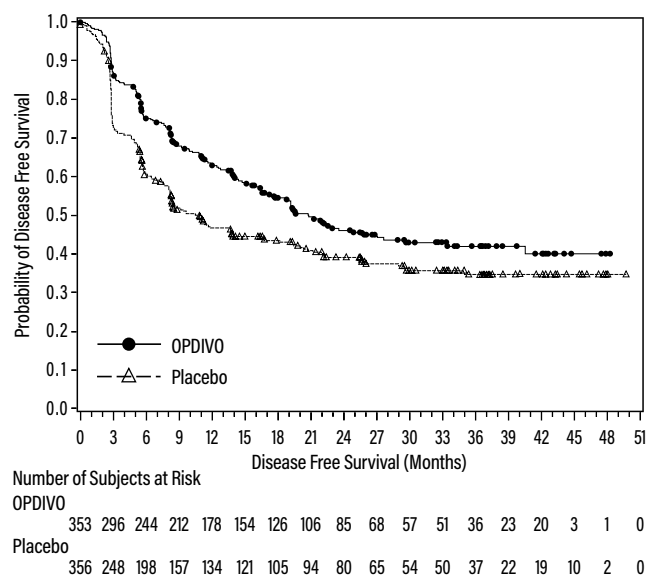 Probability of Disease Free Survival
1.0
0.9
0.8
0.7
0.6
0.5
0.4
0.3
0.2
0.1
0.0
OPDIVO
Placebo
0 3 6 9 12 15 18 21 24 27 30 33 36 39 42 45 48 51
Disease Free Survival (Months)
Number of Subjects at Risk
OPDIVO
353 296 244 212 178 154 126 106 85 68 57 51 36 23 20 3 1 0
Placebo
356 248 198 157 134 121 105 94 80 65 54 50 37 22 19 10 2 0